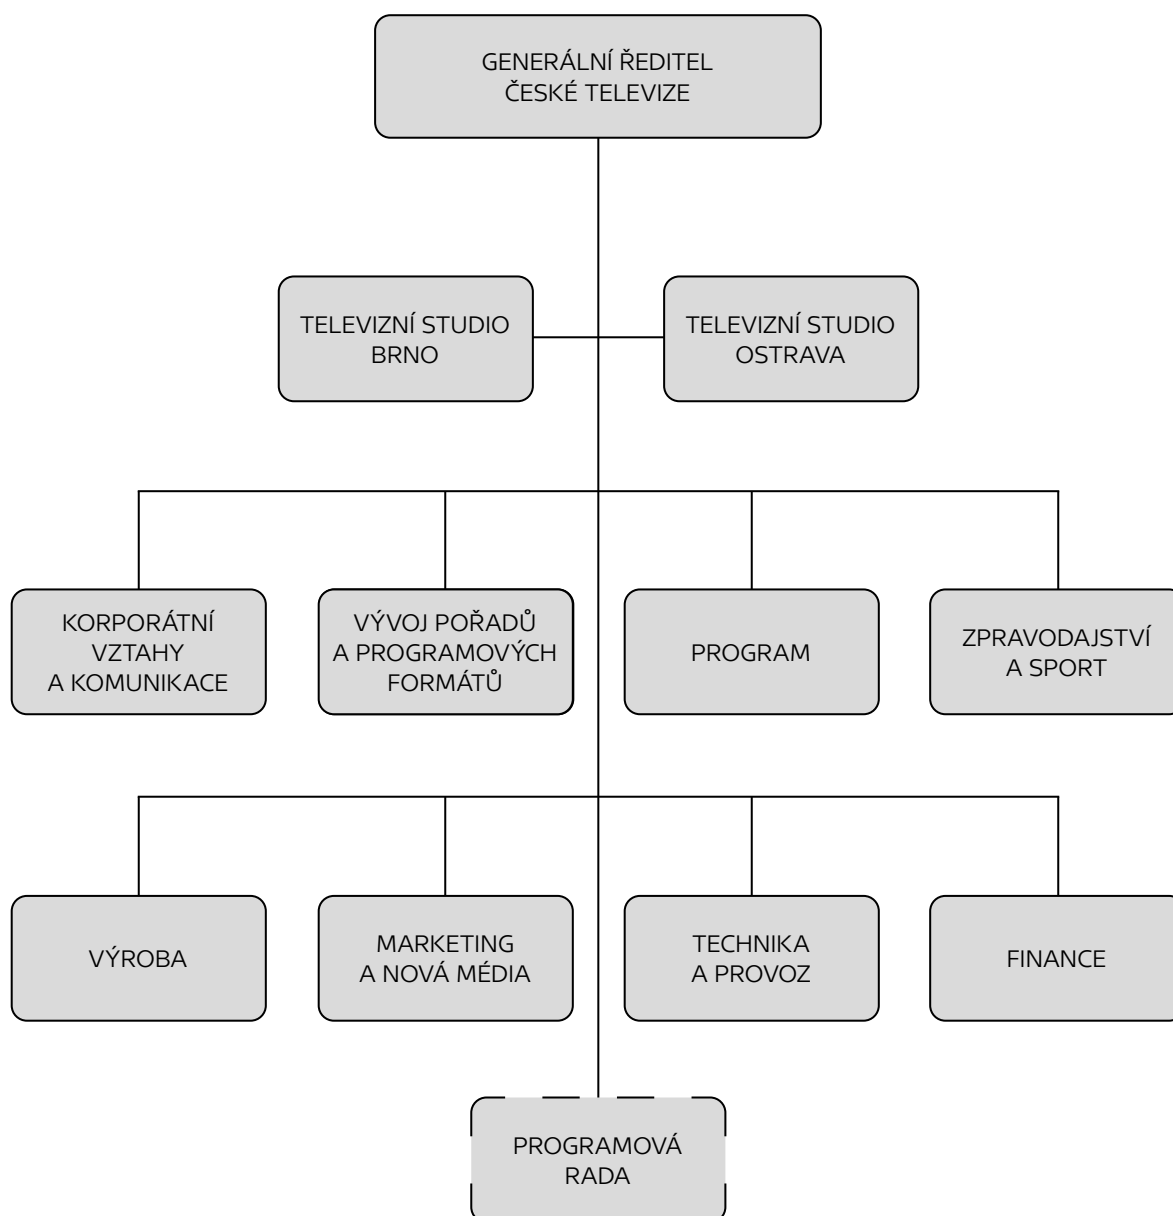 GENERÁLNÍ ŘEDITEL
ČESKÉ TELEVIZE
TELEVIZNÍ STUDIO
BRNO
TELEVIZNÍ STUDIO
OSTRAVA
KORPORÁTNÍ
VZTAHY
A KOMUNIKACE
VÝVOJ POŘADŮ
A PROGRAMOVÝCH
FORMÁTŮ
PROGRAM
ZPRAVODAJSTVÍ
A SPORT
VÝROBA
MARKETING
A NOVÁ MÉDIA
TECHNIKA
A PROVOZ
FINANCE
PROGRAMOVÁ
RADA